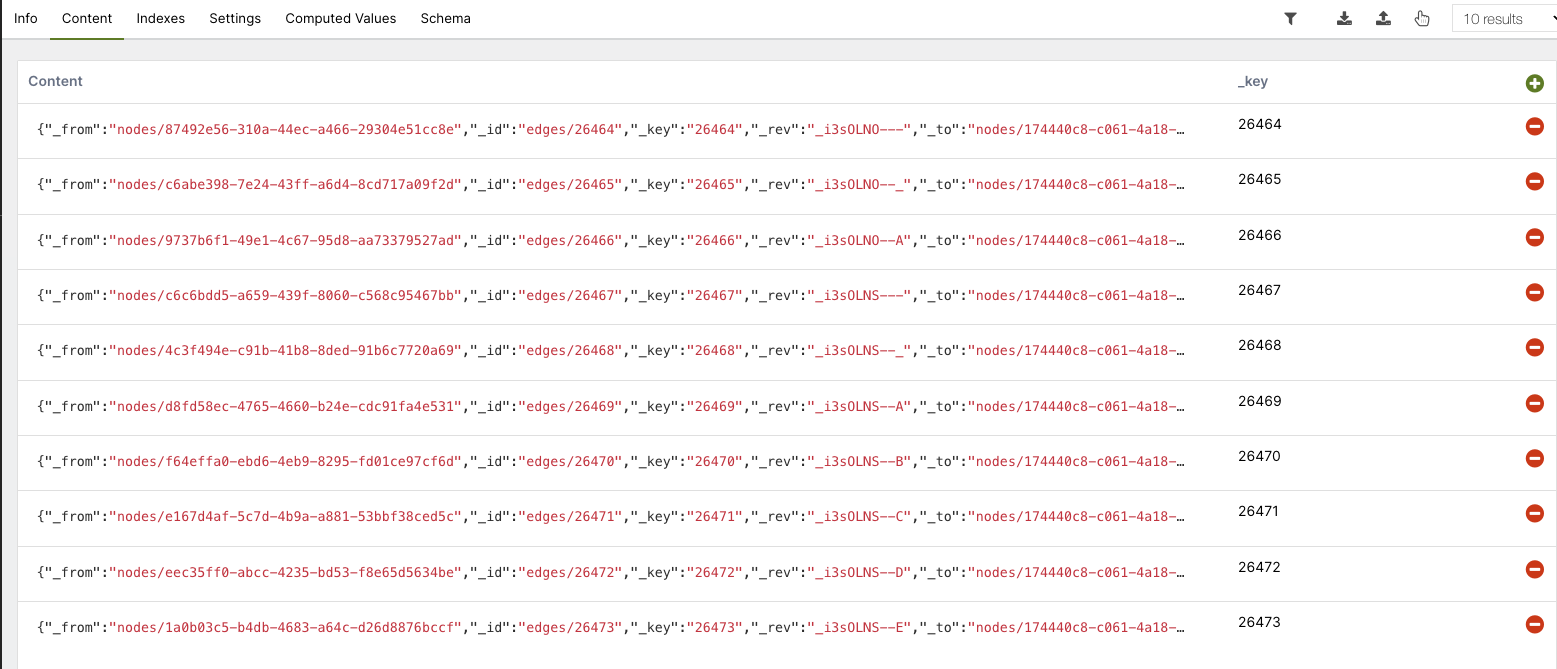 Info Content Indexes Settings Computed Values Schema 10 results
Content _key
{"_from":"nodes/87492e56-310a-44ec-a466-29304e51cc8e","_id":"edges/26464","_key":"26464","_rev":"_i3sOLNO---","_to":"nodes/174440c8-c061-4a18-… 26464
{"_from":"nodes/c6abe398-7e24-43ff-a6d4-8cd717a09f2d","_id":"edges/26465","_key":"26465","_rev":"_i3sOLNO--_","_to":"nodes/174440c8-c061-4a18-… 26465
{"_from":"nodes/9737b6f1-49e1-4c67-95d8-aa73379527ad","_id":"edges/26466","_key":"26466","_rev":"_i3sOLNO--A","_to":"nodes/174440c8-c061-4a18-… 26466
{"_from":"nodes/c6c6bdd5-a659-439f-8060-c568c95467bb","_id":"edges/26467","_key":"26467","_rev":"_i3sOLNS---","_to":"nodes/174440c8-c061-4a18-… 26467
{"_from":"nodes/4c3f494e-c91b-41b8-8ded-91b6c7720a69","_id":"edges/26468","_key":"26468","_rev":"_i3sOLNS--_","_to":"nodes/174440c8-c061-4a18-… 26468
{"_from":"nodes/d8fd58ec-4765-4660-b24e-cdc91fa4e531","_id":"edges/26469","_key":"26469","_rev":"_i3sOLNS--A","_to":"nodes/174440c8-c061-4a18-… 26469
{"_from":"nodes/f64effa0-ebd6-4eb9-8295-fd01ce97cf6d","_id":"edges/26470","_key":"26470","_rev":"_i3sOLNS--B","_to":"nodes/174440c8-c061-4a18-… 26470
{"_from":"nodes/e167d4af-5c7d-4b9a-a881-53bbf38ced5c","_id":"edges/26471","_key":"26471","_rev":"_i3sOLNS--C","_to":"nodes/174440c8-c061-4a18-… 26471
{"_from":"nodes/eec35ff0-abcc-4235-bd53-f8e65d5634be","_id":"edges/26472","_key":"26472","_rev":"_i3sOLNS--D","_to":"nodes/174440c8-c061-4a18-… 26472
{"_from":"nodes/1a0b03c5-b4db-4683-a64c-d26d8876bccf","_id":"edges/26473","_key":"26473","_rev":"_i3sOLNS--E","_to":"nodes/174440c8-c061-4a18-… 26473